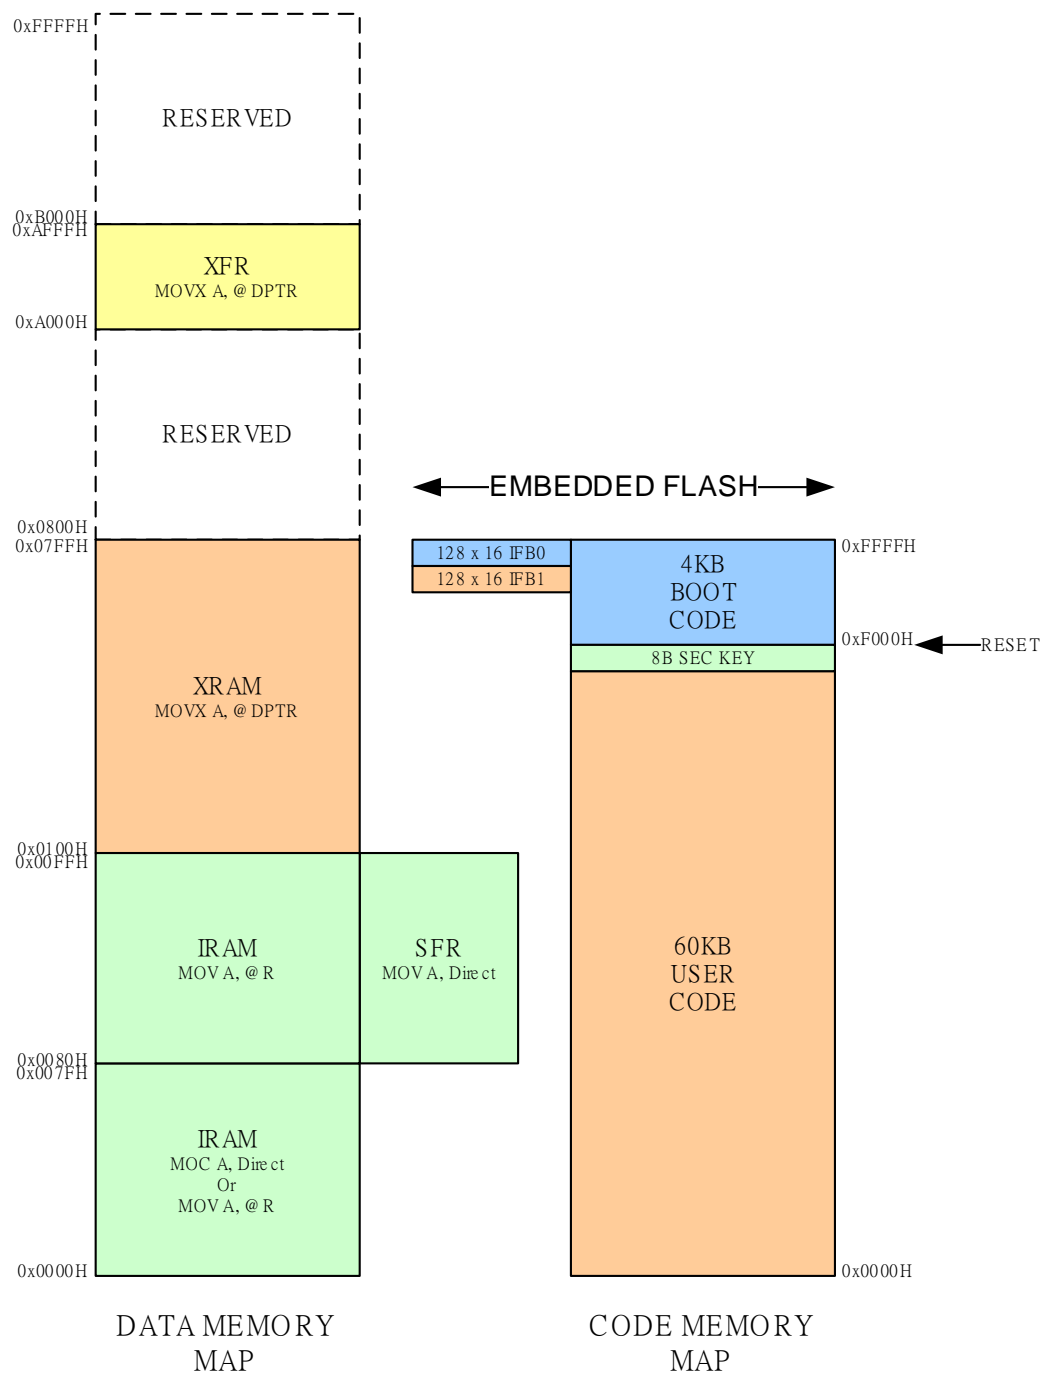 0xFFFFH
RESERVED
0xB000H
0xAFFFH
XFR
MOVX A, @ DPTR
0xA000H
RESERVED
0x0800H
0x07FFH
XRAM
MOVX A, @ DPTR
0x0100H
0x00FFH
IRAM
MOV A, @ R
SFR
MOV A, Direct
0x0080H
0x007FH
IRAM
MOC A, Direct
Or
MOV A, @ R
0x0000H
DATA MEMORY
MAP
EMBEDDED FLASH
128 x 16 IFB0
128 x 16 IFB1
4KB
BOOT
CODE
0xFFFFH
0xF000H
RESET
8B SEC KEY
60KB
USER
CODE
0x0000H
CODE MEMORY
MAP